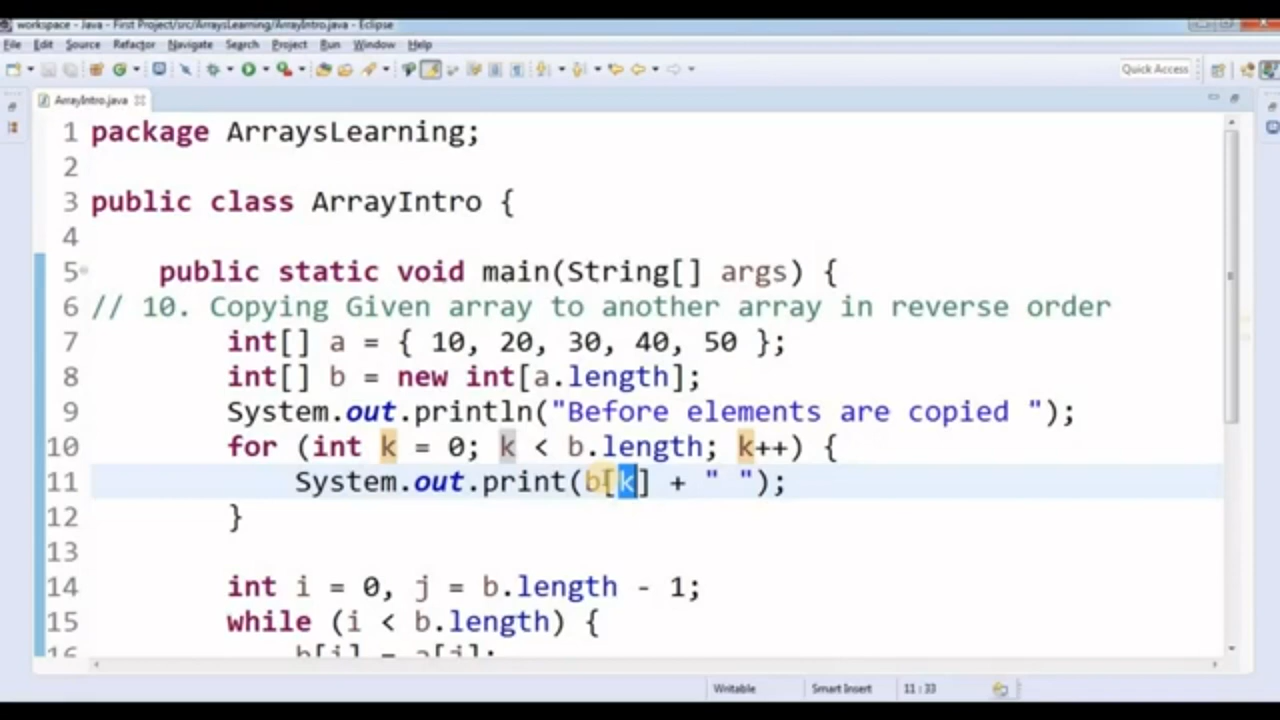 workspace - Java - First Project/src/ArraysLearning/ArrayIntro.java - Eclipse
File Edit Source Refactor Navigate Search Project Run Window Help
Quick Access
ArrayIntro.java
1 package ArraysLearning;
2
3 public class ArrayIntro {
4
5 public static void main(String[] args) {
6 // 10. Copying Given array to another array in reverse order
7 int[] a = { 10, 20, 30, 40, 50 };
8 int[] b = new int[a.length];
9 System.out.println("Before elements are copied ");
10 for (int k = 0; k < b.length; k++) {
11 System.out.print(b[k] + " ");
12 }
13
14 int i = 0, j = b.length - 1;
15 while (i < b.length) {
16
Writable Smart Insert 11 : 33